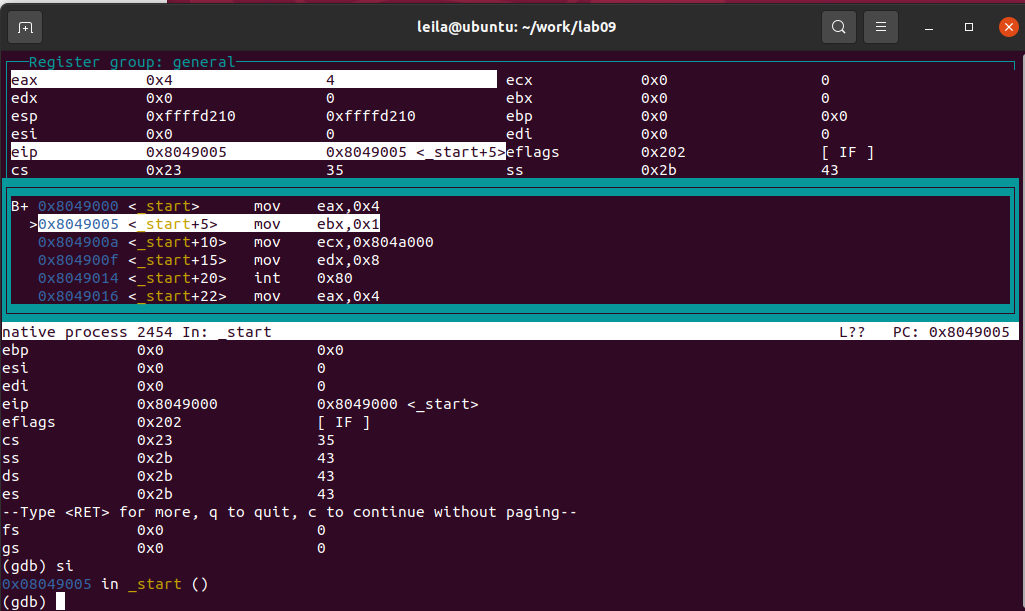 leila@ubuntu: ~/work/lab09
Register group: general
eax 0x4 4 ecx 0x0 0
edx 0x0 0 ebx 0x0 0
esp 0xffffd210 0xffffd210 ebp 0x0 0x0
esi 0x0 0 edi 0x0 0
eip 0x8049005 0x8049005 <_start+5> eflags 0x202 [ IF ]
cs 0x23 35 ss 0x2b 43
B+ 0x8049000 <_start> mov eax,0x4
>0x8049005 <_start+5> mov ebx,0x1
0x804900a <_start+10> mov ecx,0x804a000
0x804900f <_start+15> mov edx,0x8
0x8049014 <_start+20> int 0x80
0x8049016 <_start+22> mov eax,0x4
native process 2454 In: _start L?? PC: 0x8049005
ebp 0x0 0x0
esi 0x0 0
edi 0x0 0
eip 0x8049000 0x8049000 <_start>
eflags 0x202 [ IF ]
cs 0x23 35
ss 0x2b 43
ds 0x2b 43
es 0x2b 43
--Type <RET> for more, q to quit, c to continue without paging--
fs 0x0 0
gs 0x0 0
(gdb) si
0x08049005 in _start ()
(gdb)